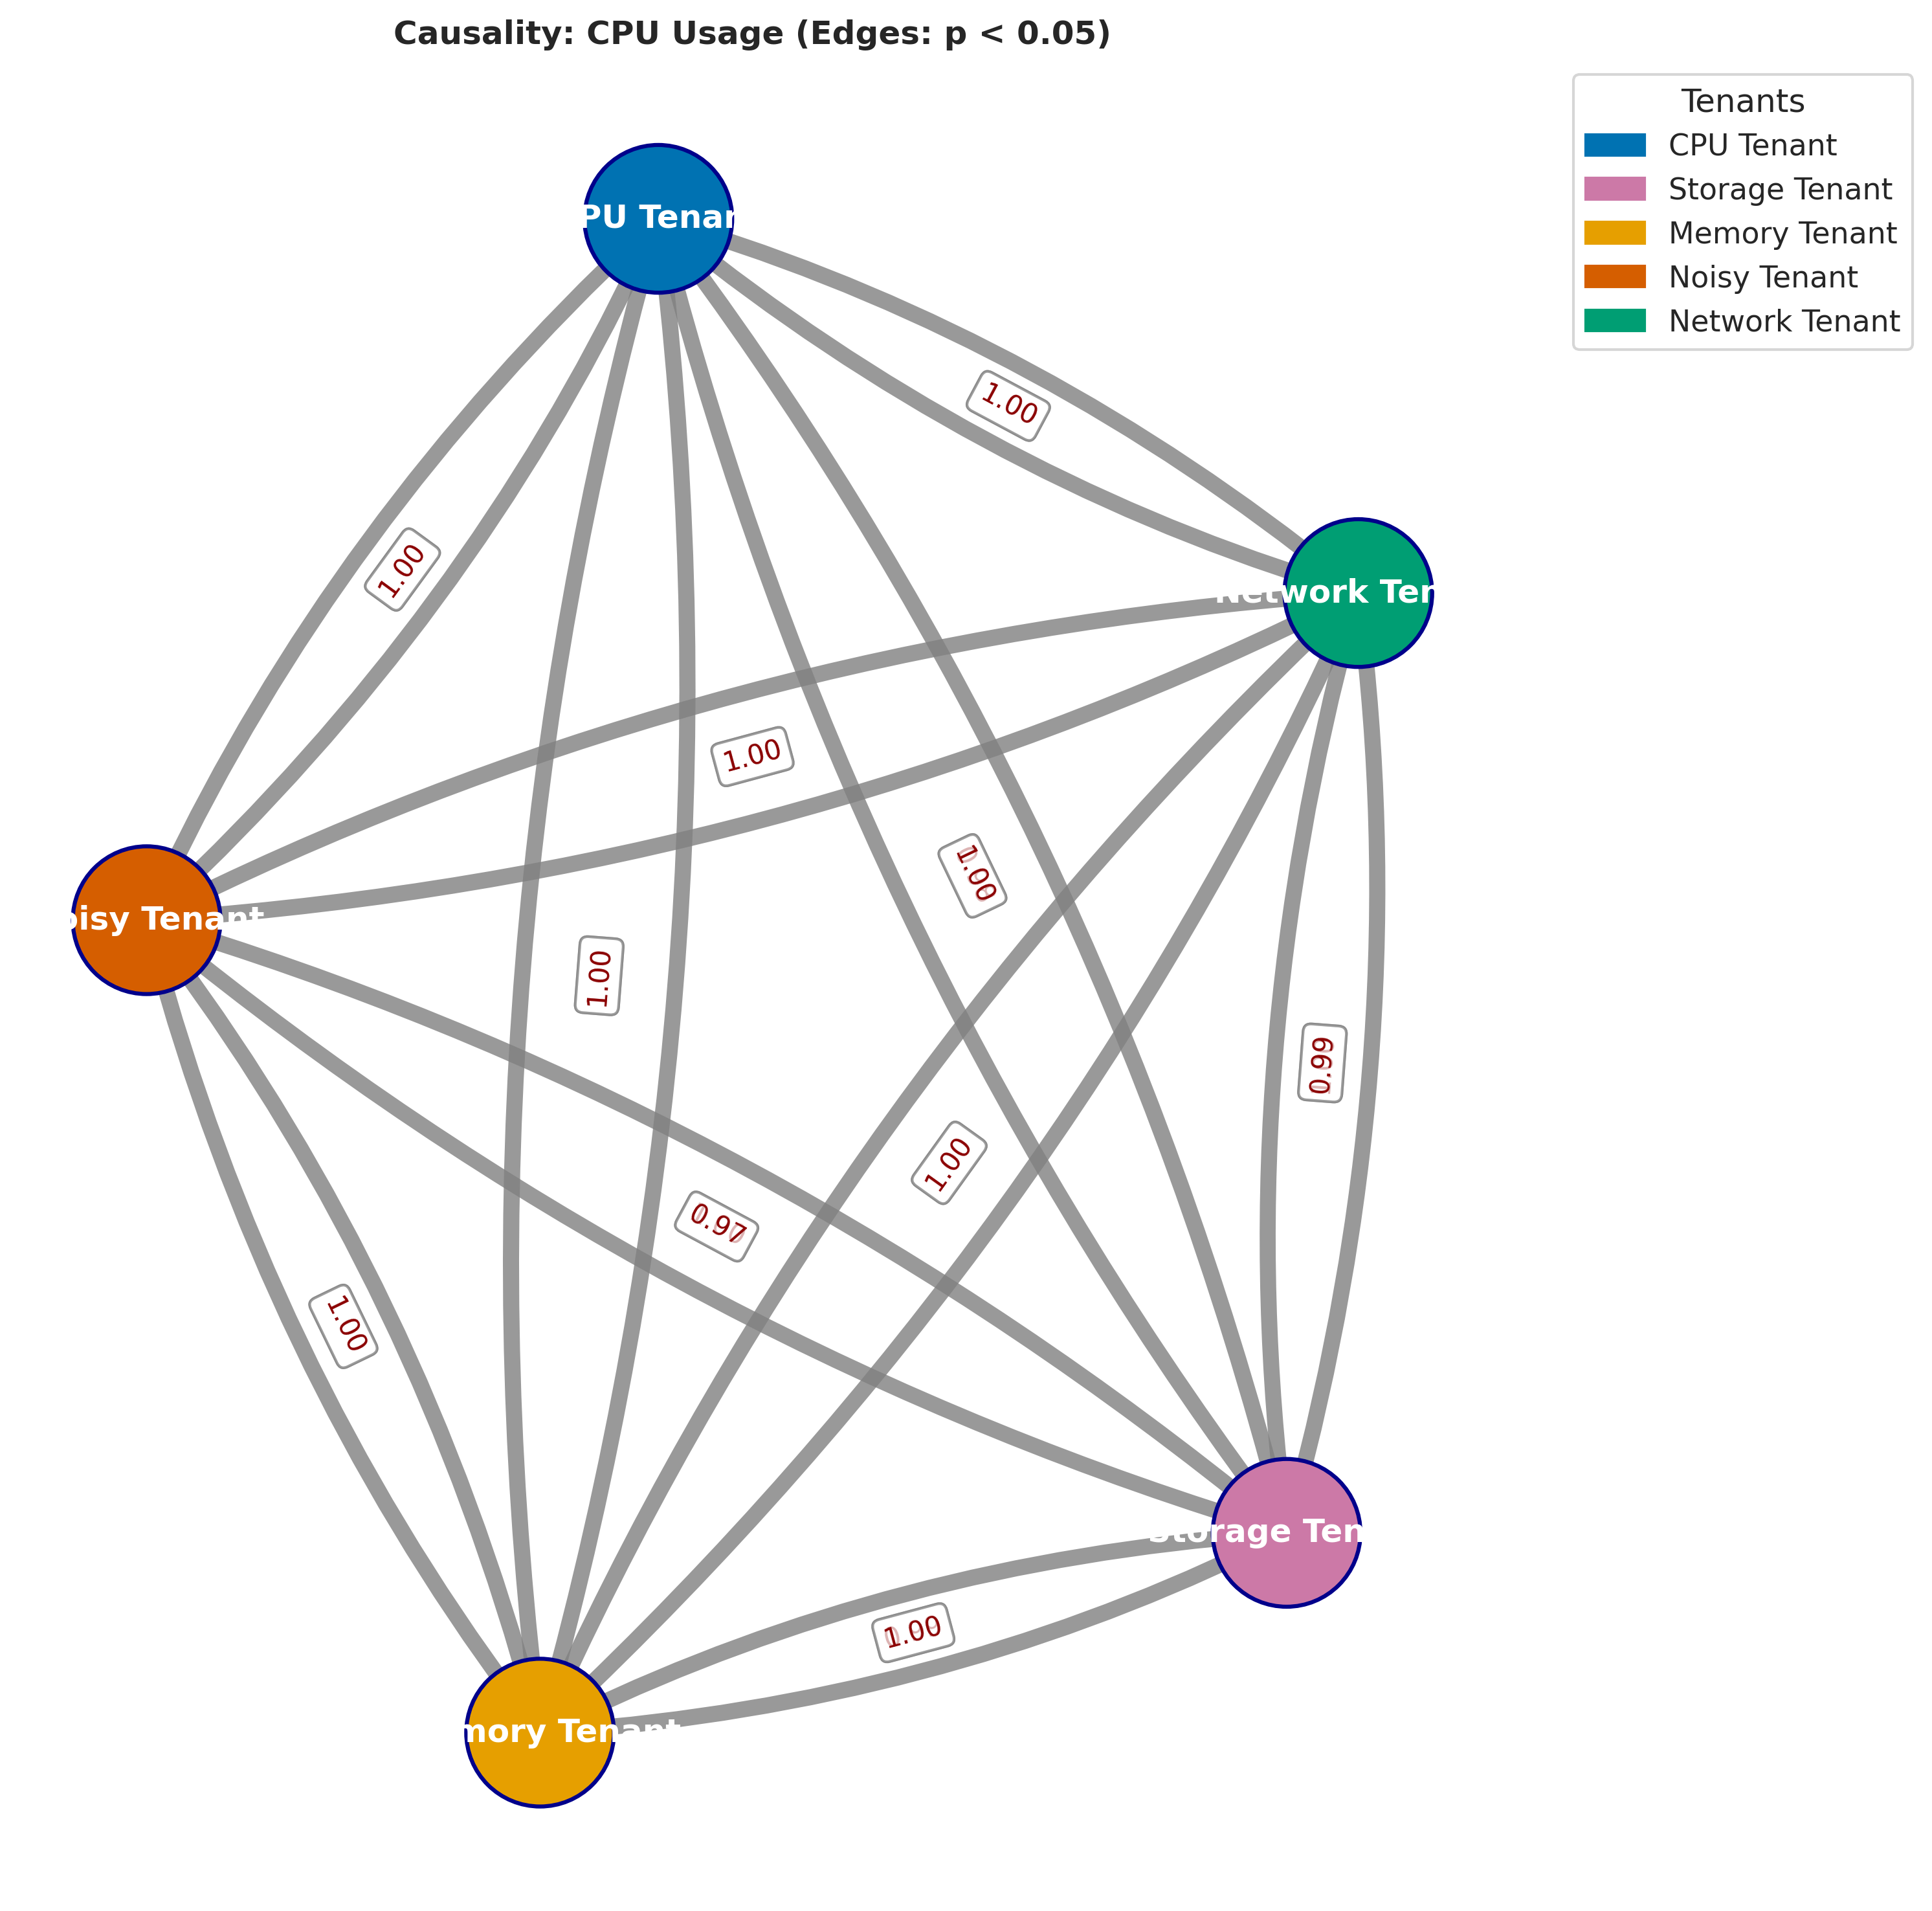 Causality: CPU Usage (Edges: p < 0.05)
Tenants
CPU Tenant
Storage Tenant
Memory Tenant
Noisy Tenant
Network Tenant
PU Tenan
1.00
1.00
Network Ten
1.00
1.00
oisy Tenant
1.00
0.99
1.00
0.97
1.00
Storage Ten
1.00
mory Tenant